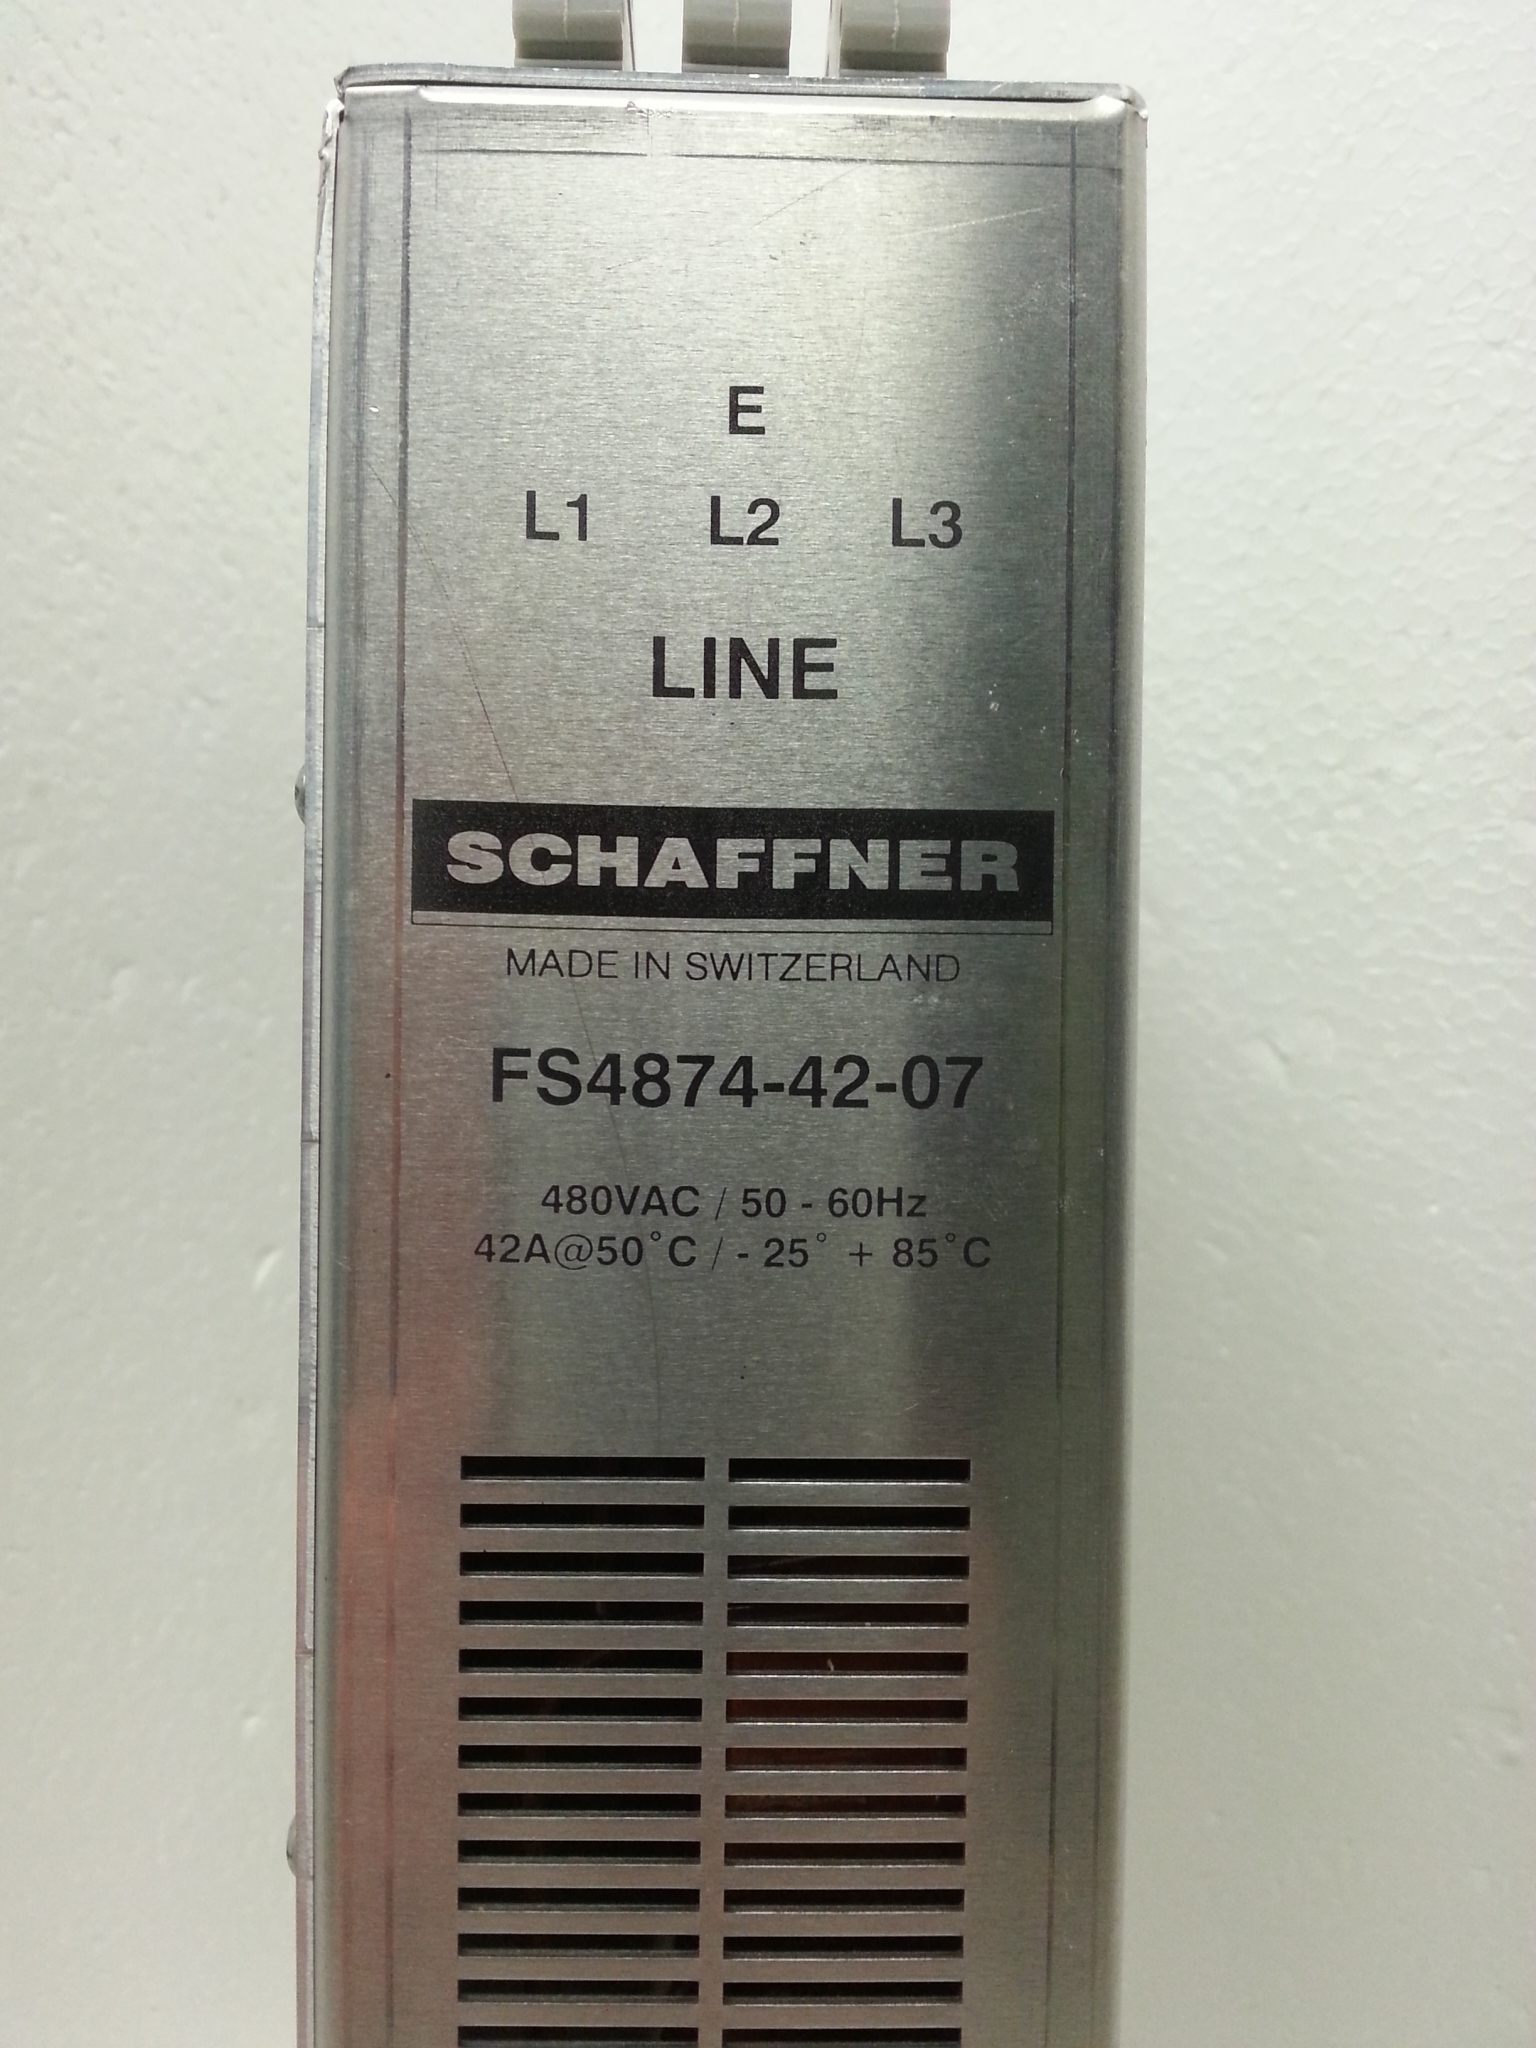 E
L1 L2 L3
LINE
SCHAFFNER
MADE IN SWITZERLAND
FS4874-42-07
480VAC / 50 - 60Hz
42A@50°C / - 25° + 85°C